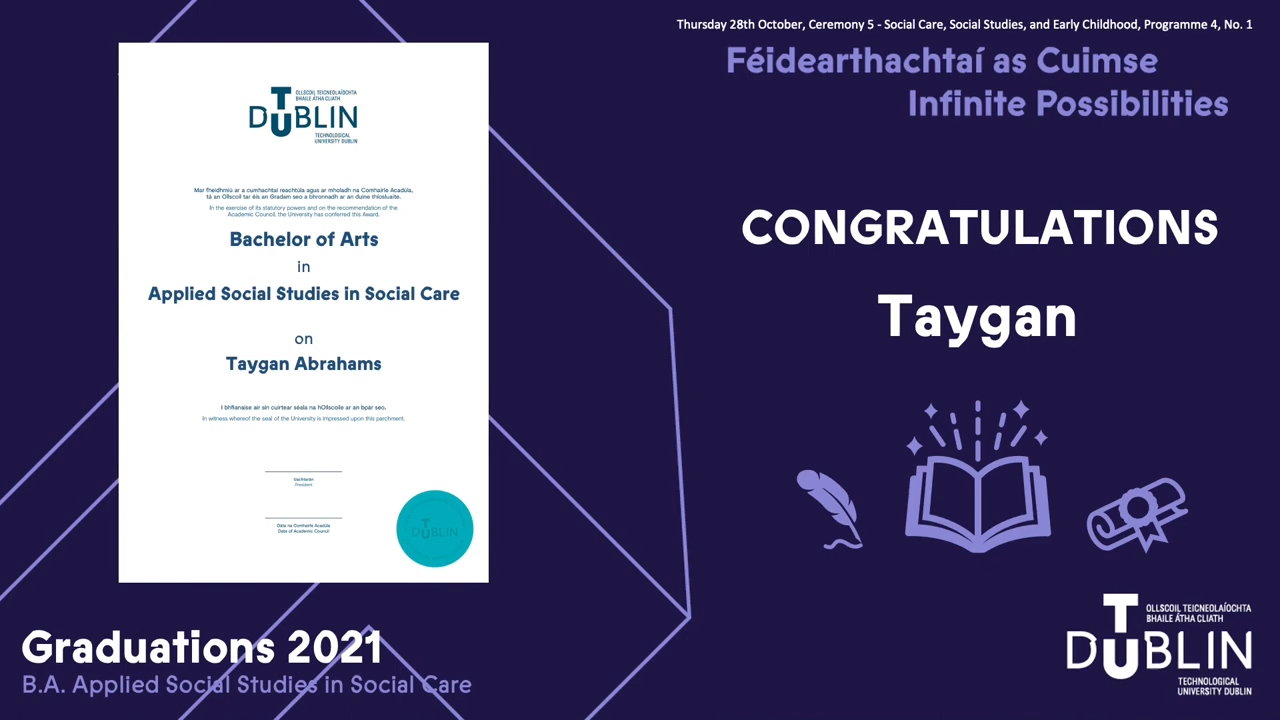 Thursday 28th October, Ceremony 5 - Social Care, Social Studies, and Early Childhood, Programme 4, No. 1
Féidearthachtaí as Cuimse
Infinite Possibilities
TU DUBLIN
OLLSCOIL TEICNEOLAÍOCHTA
BHAILE ÁTHA CLIATH
TECHNOLOGICAL
UNIVERSITY DUBLIN
Mar fheidhmiú ar a cumhachtaí reachtúla agus ar mholadh na Comhairle Acadúla,
tá an Ollscoil tar éis an Gradam seo a bhronnadh ar an duine thíosluaite.
In the exercise of its statutory powers and on the recommendation of the
Academic Council, the University has conferred this Award.
Bachelor of Arts
in
Applied Social Studies in Social Care
on
Taygan Abrahams
I bhfianaise air sin cuirtear séala na hOllscoile ar an bpár seo.
In witness whereof the seal of the University is impressed upon this parchment.
Uachtarán
President
Dáta na Comhairle Acadúla
Date of Academic Council
TU DUBLIN
CONGRATULATIONS
Taygan
Graduations 2021
B.A. Applied Social Studies in Social Care
TU DUBLIN
OLLSCOIL TEICNEOLAÍOCHTA
BHAILE ÁTHA CLIATH
TECHNOLOGICAL
UNIVERSITY DUBLIN